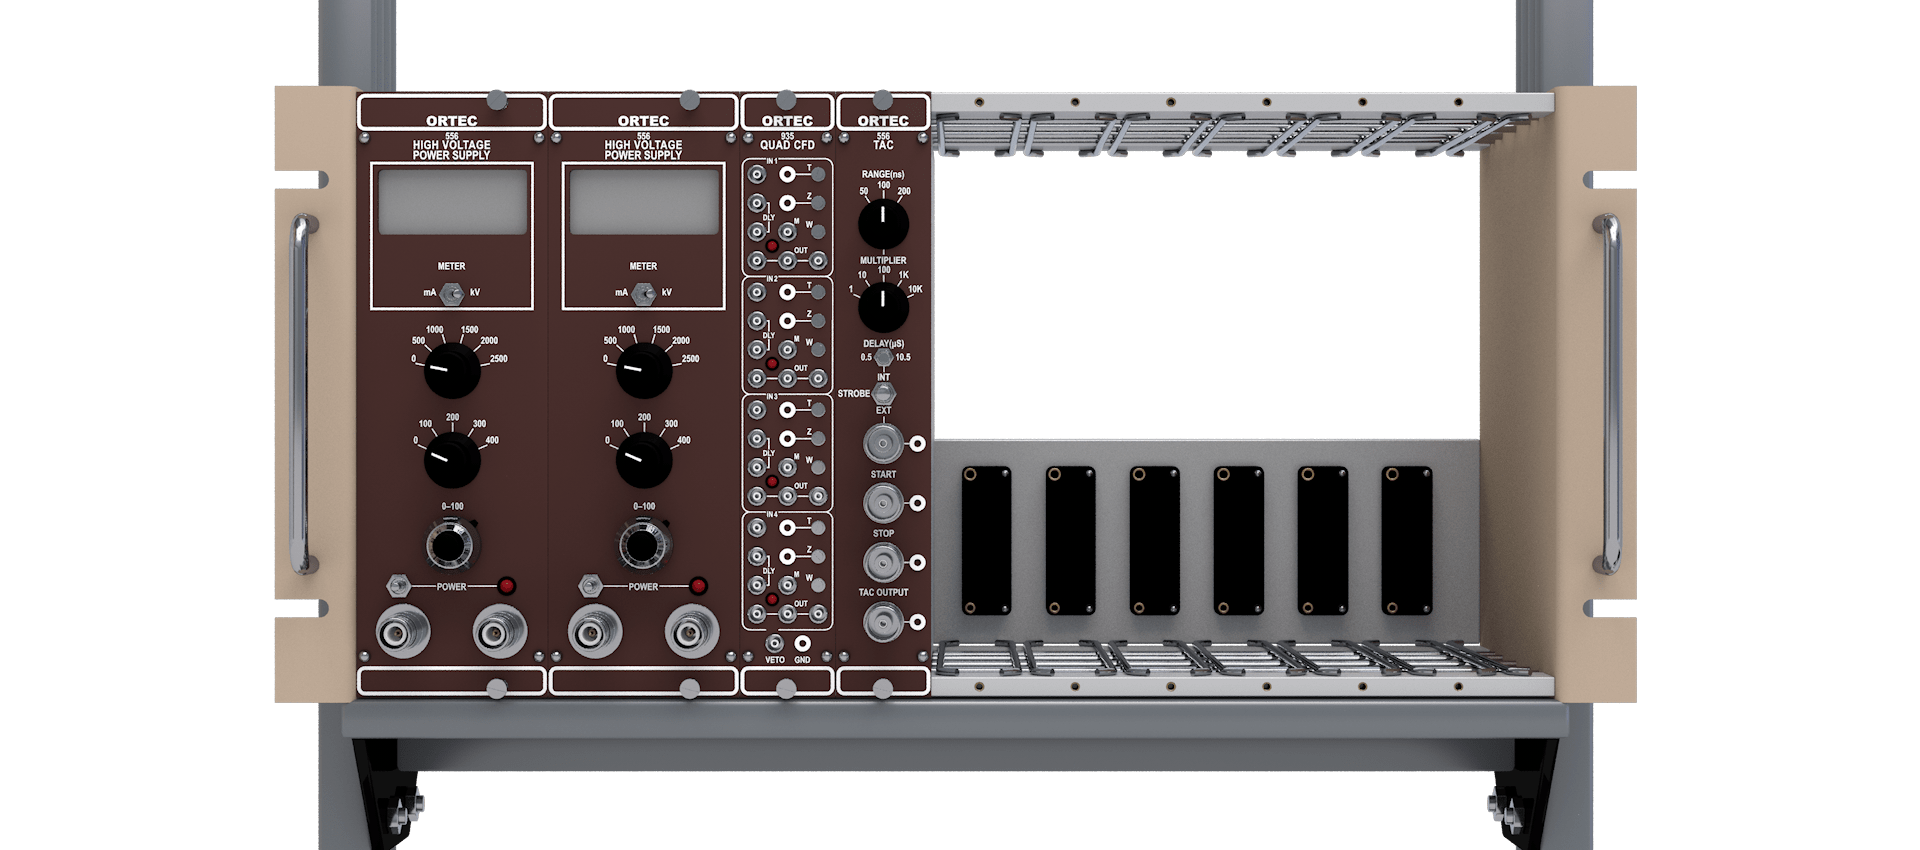 ORTEC
556
HIGH VOLTAGE
POWER SUPPLY
METER
mA kV
1000 1500
500 2000
0 2500
200
100 300
0 400
0–100
POWER
ORTEC
556
HIGH VOLTAGE
POWER SUPPLY
METER
mA kV
1000 1500
500 2000
0 2500
200
100 300
0 400
0–100
POWER
ORTEC
935
QUAD CFD
IN 1
T
Z
DLY M W
OUT
IN 2
T
Z
DLY M W
OUT
IN 3
T
Z
DLY M W
OUT
IN 4
T
Z
DLY M W
OUT
VETO GND
ORTEC
556
TAC
RANGE(ns)
100
50 200
MULTIPLIER
100
10 1K
1 10K
DELAY(µS)
0.5 10.5
INT
STROBE
EXT
START
STOP
TAC OUTPUT